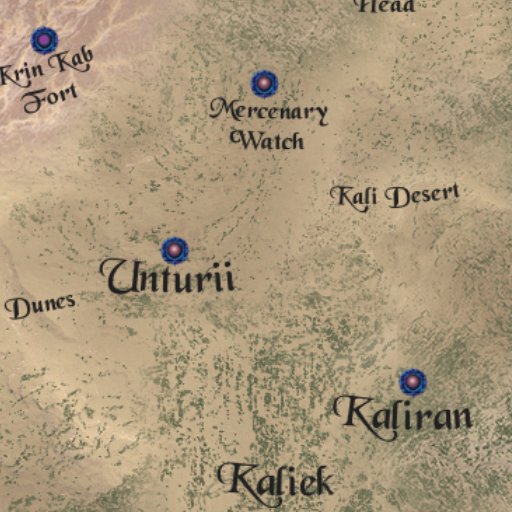 Head
Krin Kab
Fort
Mercenary
Watch
Kali Desert
Unturii
Dunes
Kaliran
Kaliek